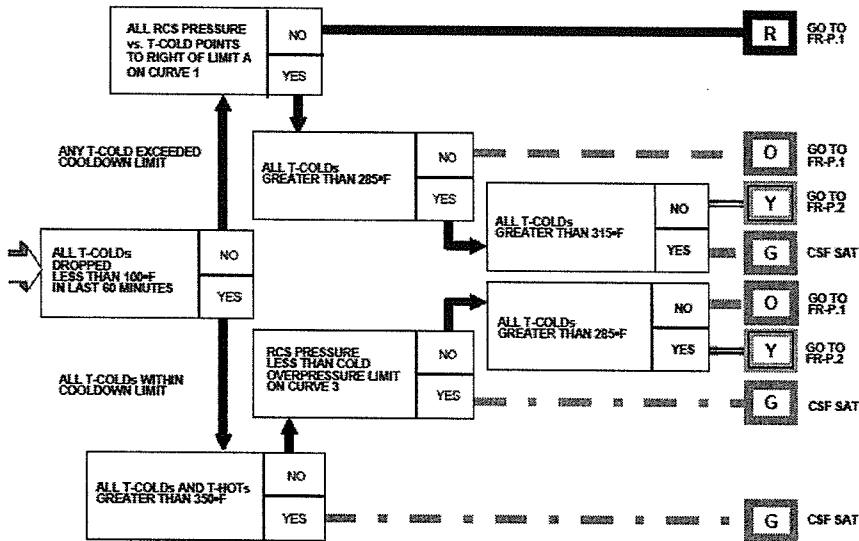 ALL RCS PRESSURE
vs. T-COLD POINTS
TO RIGHT OF LIMIT A
ON CURVE 1
NO
YES
R
GO TO
FR-P.1
ANY T-COLD EXCEEDED
COOLDOWN LIMIT
ALL T-COLDs
GREATER THAN 285°F
NO
YES
O
GO TO
FR-P.1
ALL T-COLDs
GREATER THAN 315°F
NO
YES
Y
GO TO
FR-P.2
G
CSF SAT
ALL T-COLDs
DROPPED
LESS THAN 100°F
IN LAST 60 MINUTES
NO
YES
ALL T-COLDs
GREATER THAN 285°F
NO
YES
O
GO TO
FR-P.1
Y
GO TO
FR-P.2
RCS PRESSURE
LESS THAN COLD
OVERPRESSURE LIMIT
ON CURVE 3
NO
YES
G
CSF SAT
ALL T-COLDs WITHIN
COOLDOWN LIMIT
ALL T-COLDs AND T-HOTs
GREATER THAN 350°F
NO
YES
G
CSF SAT